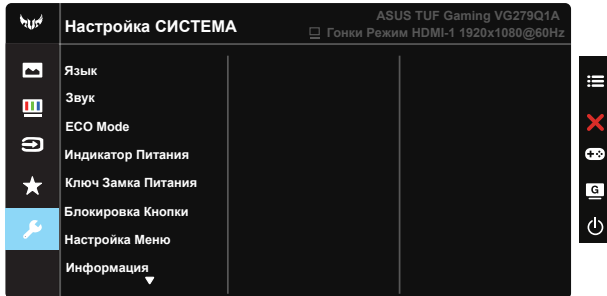 ASUS TUF Gaming VG279Q1A
Настройка СИСТЕМА
Гонки Режим HDMI-1 1920x1080@60Hz
Язык
Звук
ECO Mode
Индикатор Питания
Ключ Замка Питания
Блокировка Кнопки
Настройка Меню
Информация
G